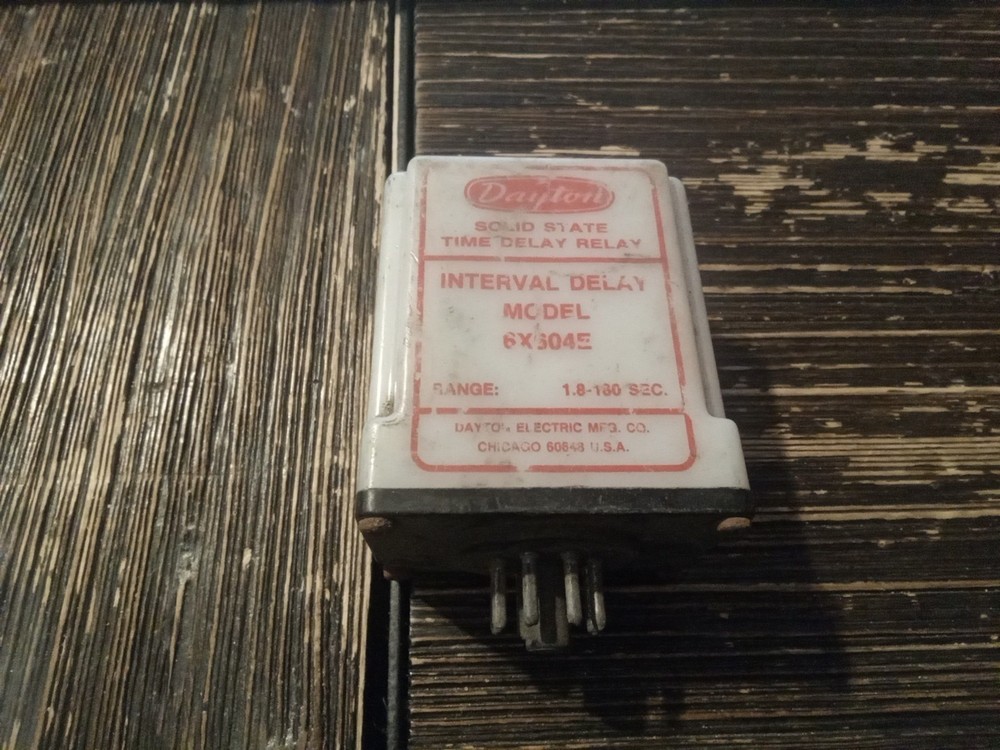 Dayton
SOLID STATE
TIME DELAY RELAY
INTERVAL DELAY
MODEL
6X604E
RANGE: 1.8-180 SEC.
DAYTON ELECTRIC MFG. CO.
CHICAGO 60648 U.S.A.